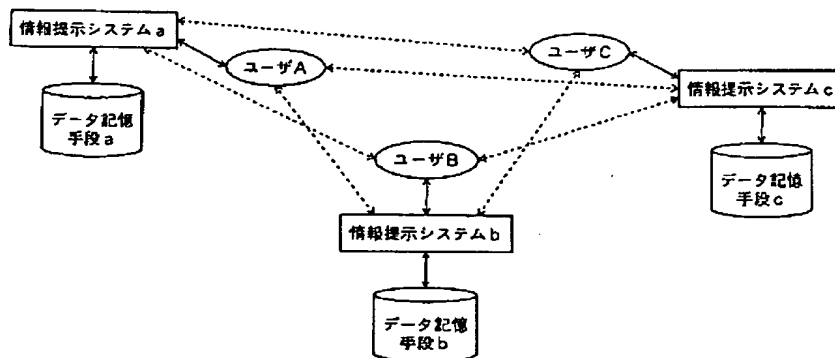 情報提示システムa
ユーザA
ユーザC
情報提示システムc
データ記憶
手段a
ユーザB
データ記憶
手段c
情報提示システムb
データ記憶
手段b